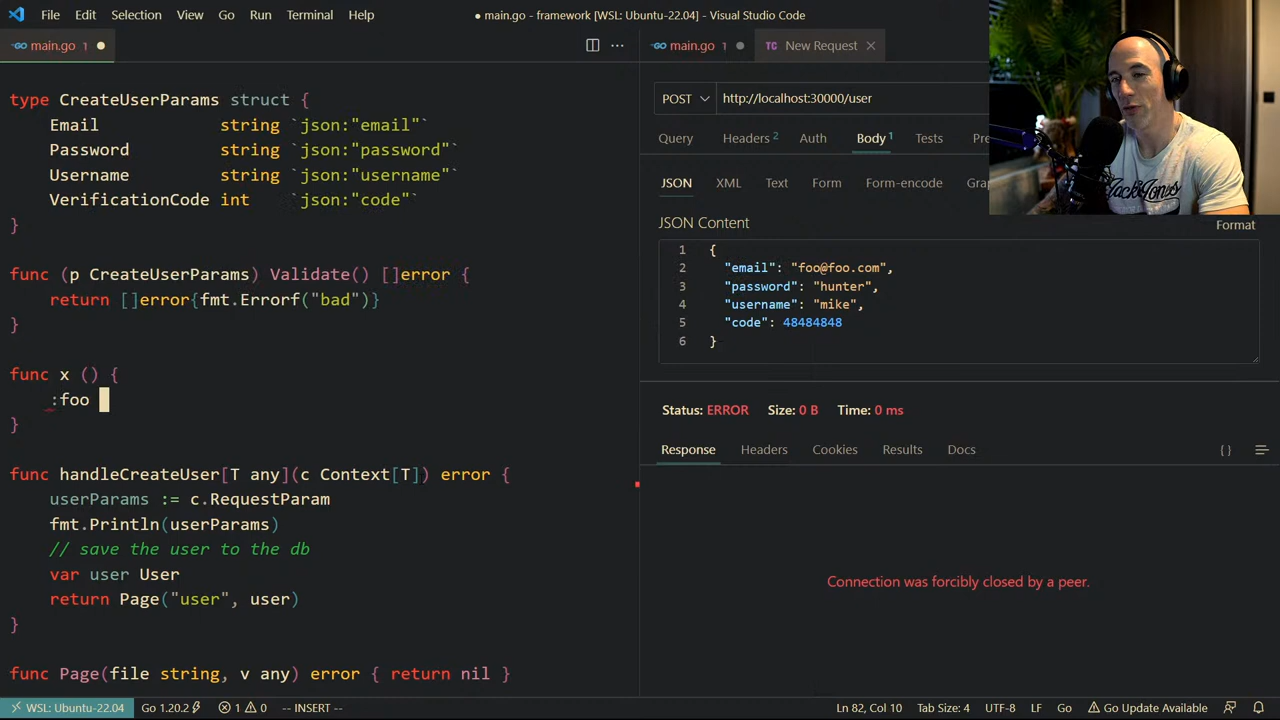 File Edit Selection View Go Run Terminal Help
● main.go - framework [WSL: Ubuntu-22.04] - Visual Studio Code
main.go 1
type CreateUserParams struct {
Email string `json:"email"`
Password string `json:"password"`
Username string `json:"username"`
VerificationCode int `json:"code"`
}
func (p CreateUserParams) Validate() []error {
return []error{fmt.Errorf("bad")}
}
func x () {
:foo
}
func handleCreateUser[T any](c Context[T]) error {
userParams := c.RequestParam
fmt.Println(userParams)
// save the user to the db
var user User
return Page("user", user)
}
func Page(file string, v any) error { return nil }
main.go 1
TC New Request
POST http://localhost:30000/user
Query Headers 2 Auth Body 1 Tests Pre
JSON XML Text Form Form-encode Grap
JSON Content
Format
1 {
2 "email": "foo@foo.com",
3 "password": "hunter",
4 "username": "mike",
5 "code": 48484848
6 }
Status: ERROR Size: 0 B Time: 0 ms
Response Headers Cookies Results Docs
{ }
Connection was forcibly closed by a peer.
WSL: Ubuntu-22.04 Go 1.20.2 1 0 -- INSERT --
Ln 82, Col 10 Tab Size: 4 UTF-8 LF Go Go Update Available